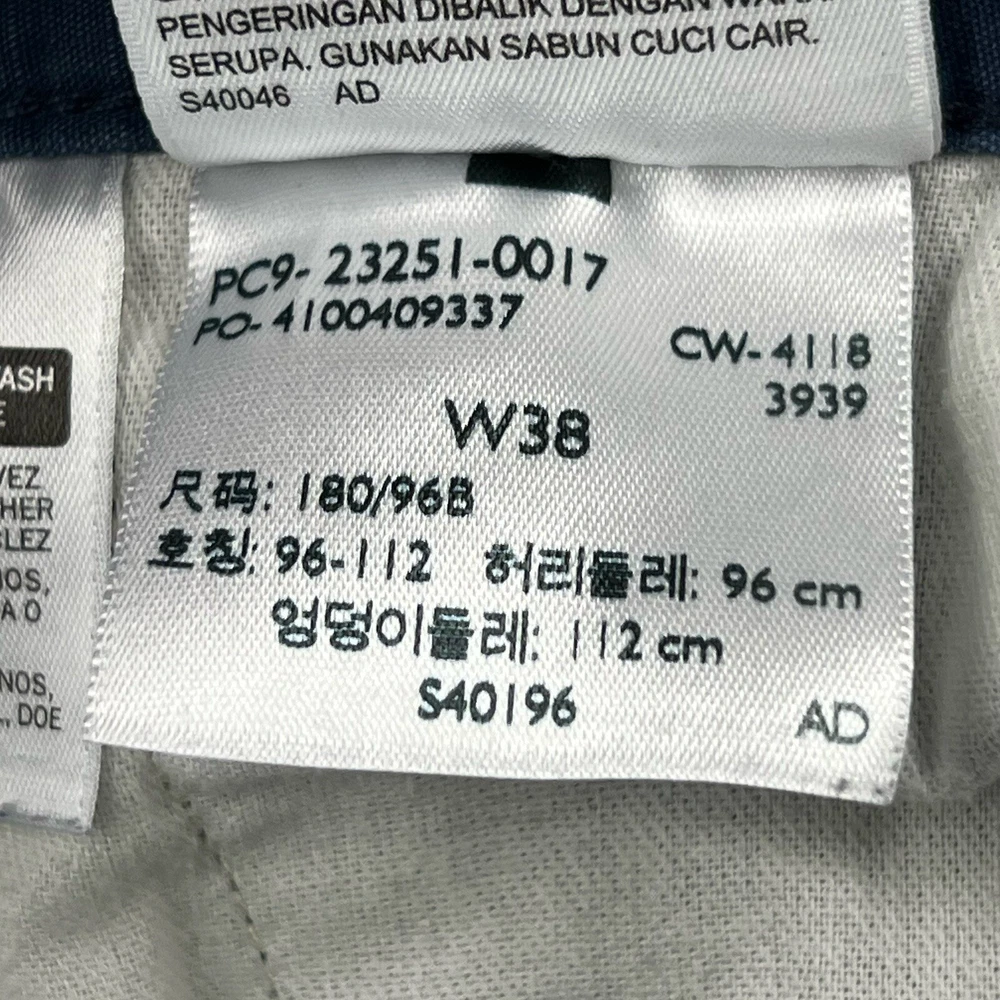 PENGERINGAN DIBALIK DENGAN
SERUPA. GUNAKAN SABUN CUCI CAIR.
S40046 AD
PC9-23251-0017
PO-4100409337
CW-4118
3939
W38
尺码: 180/96B
호칭: 96-112 허리둘레: 96 cm
엉덩이둘레: 112 cm
S40196 AD
ASH
E
VEZ
HER
LEZ
IOS,
A O
NOS,
DOE